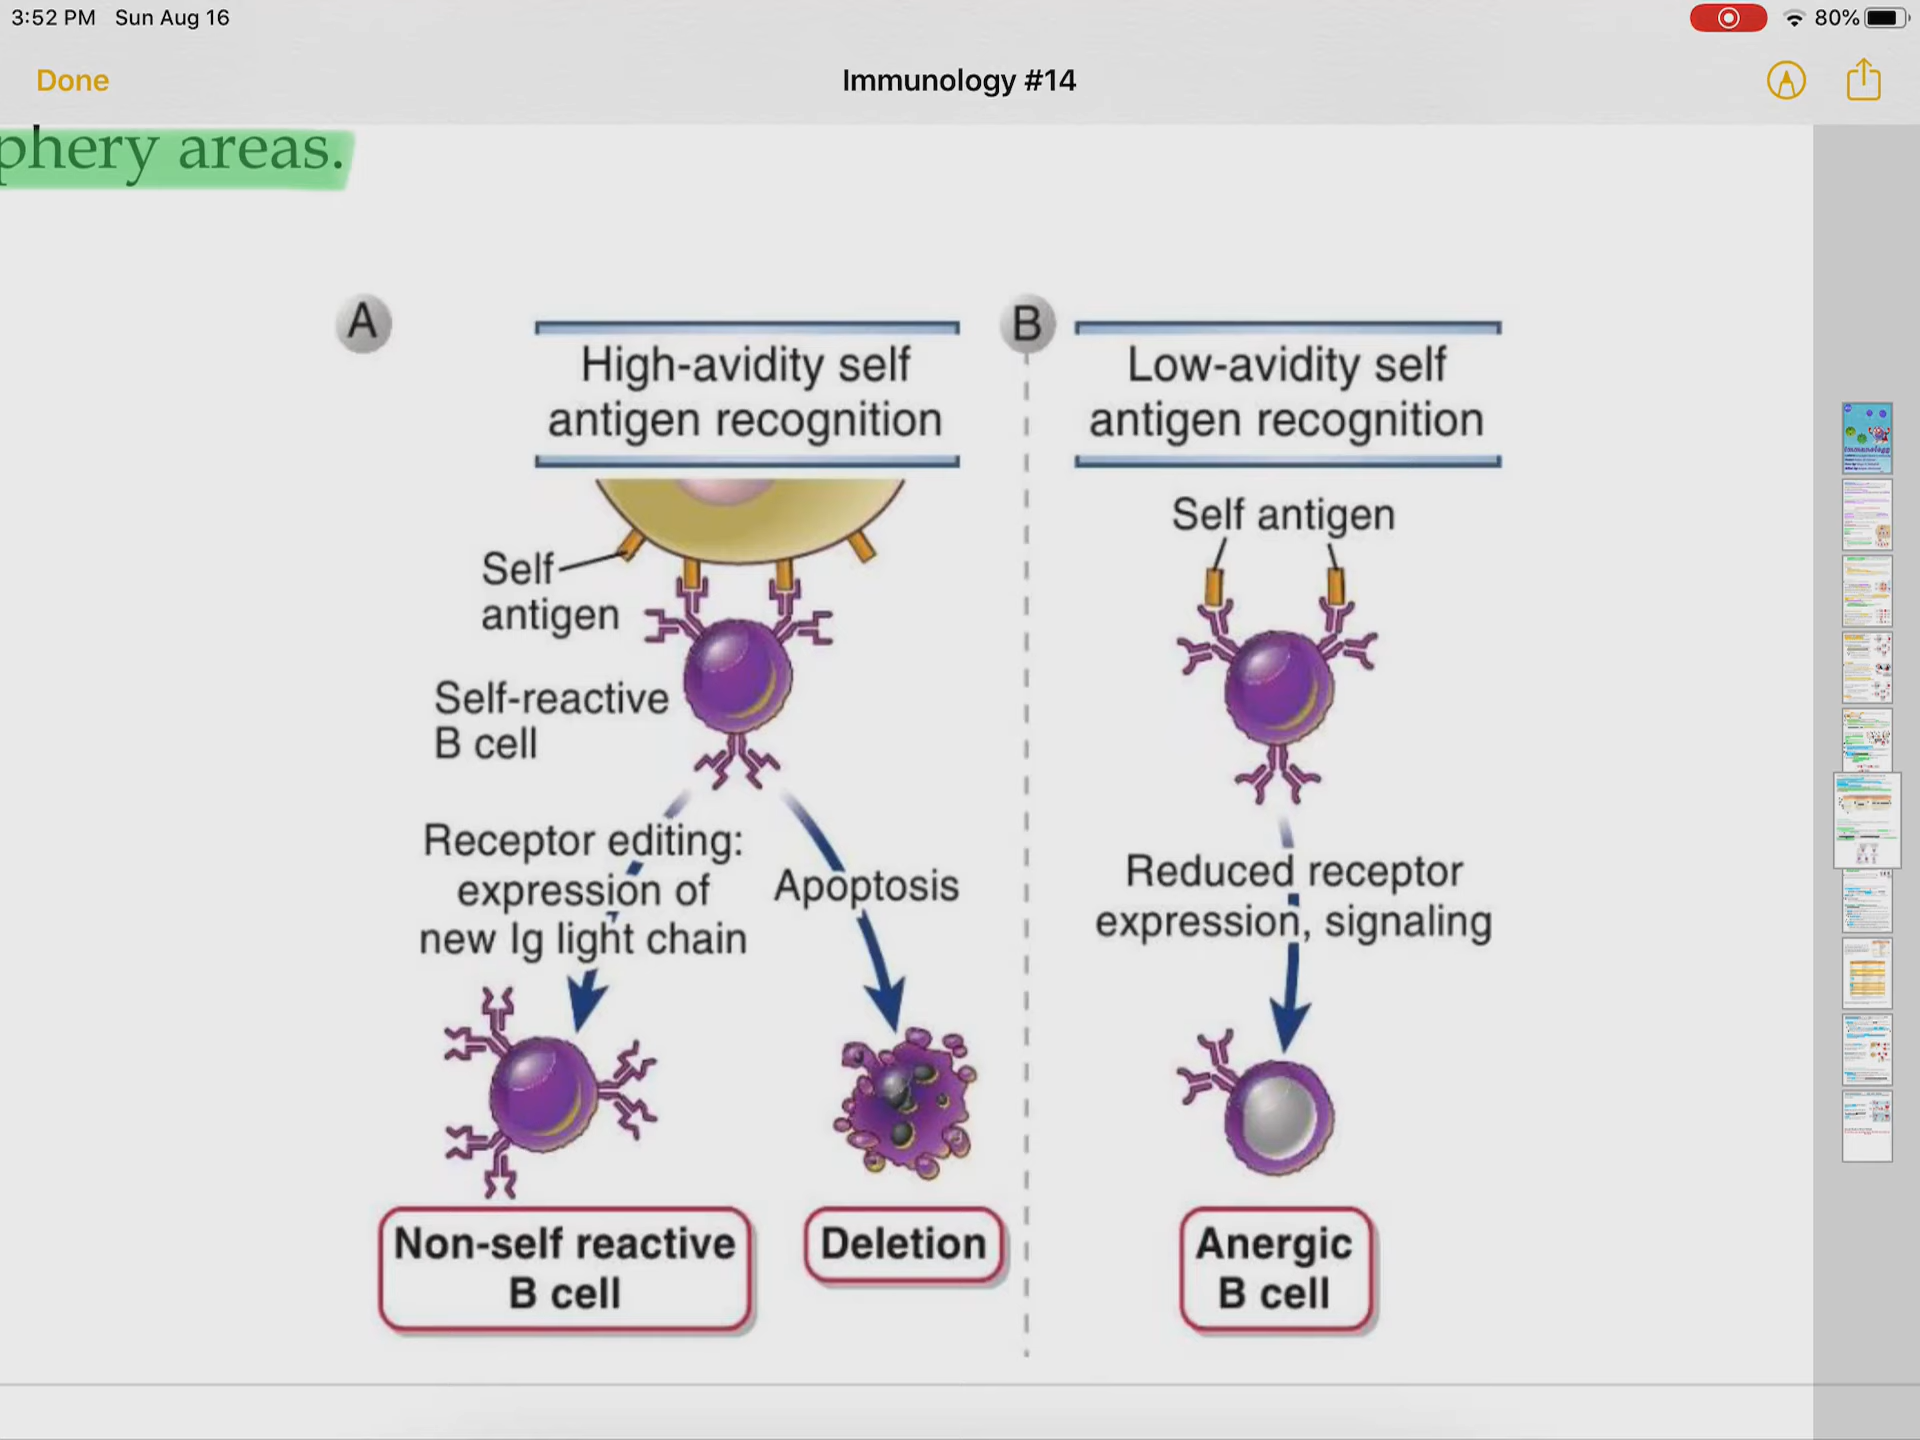 3:52 PM Sun Aug 16
80%
Done
Immunology #14
phery areas.
A
High-avidity self
antigen recognition
Self
antigen
Self-reactive
B cell
Receptor editing:
expression of
new Ig light chain
Apoptosis
Non-self reactive
B cell
Deletion
B
Low-avidity self
antigen recognition
Self antigen
Reduced receptor
expression, signaling
Anergic
B cell